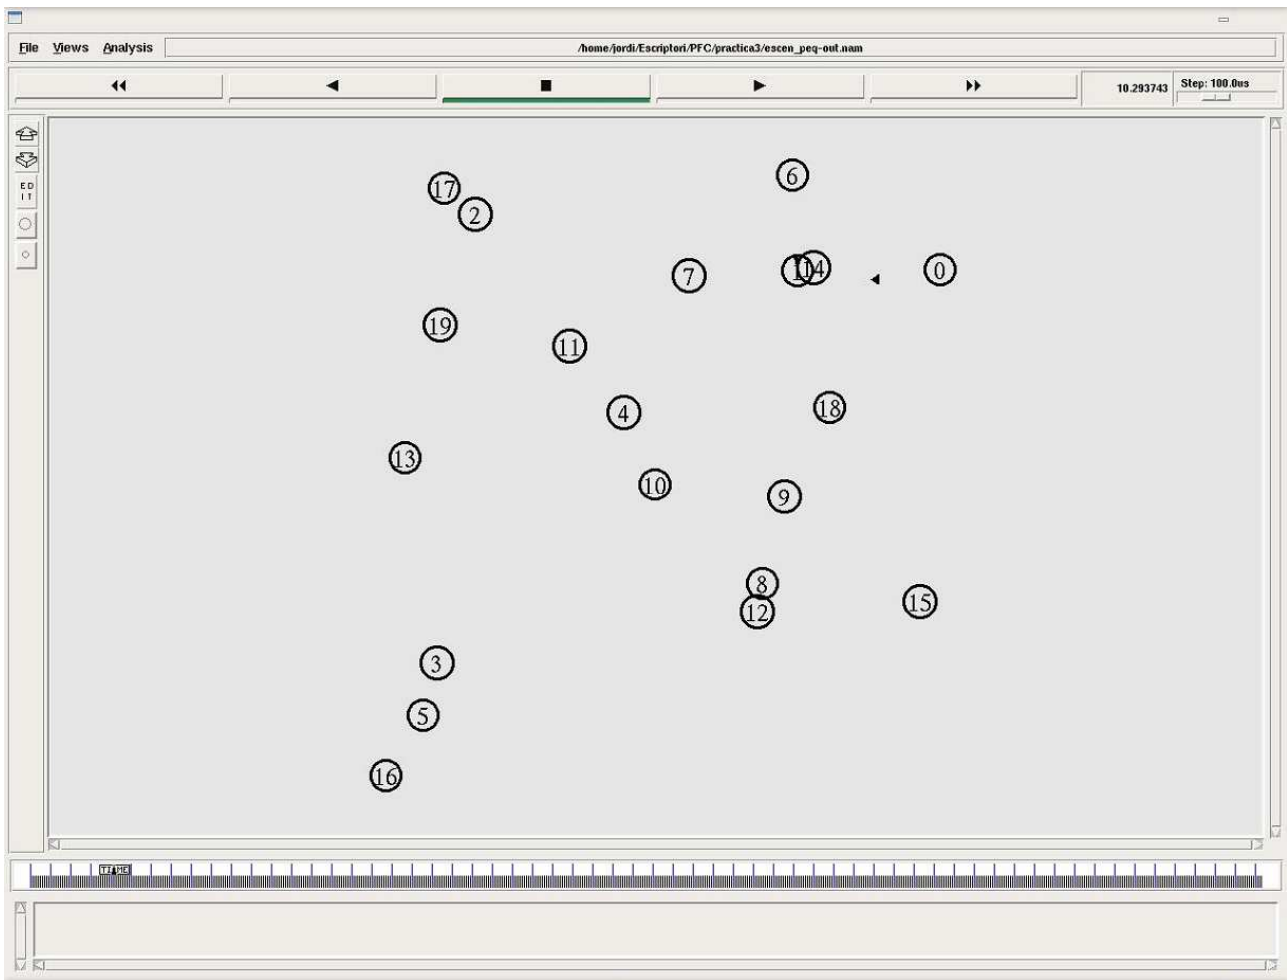 File Views Analysis /home/jordi/Escriptori/PFC/practica3/escen_peq-out.nam
10.293743 Step: 100.0us
ED
IT
6
17
2
1 14 0
7
19
11
18
4
13
10
9
8
15
12
3
5
16
TIME